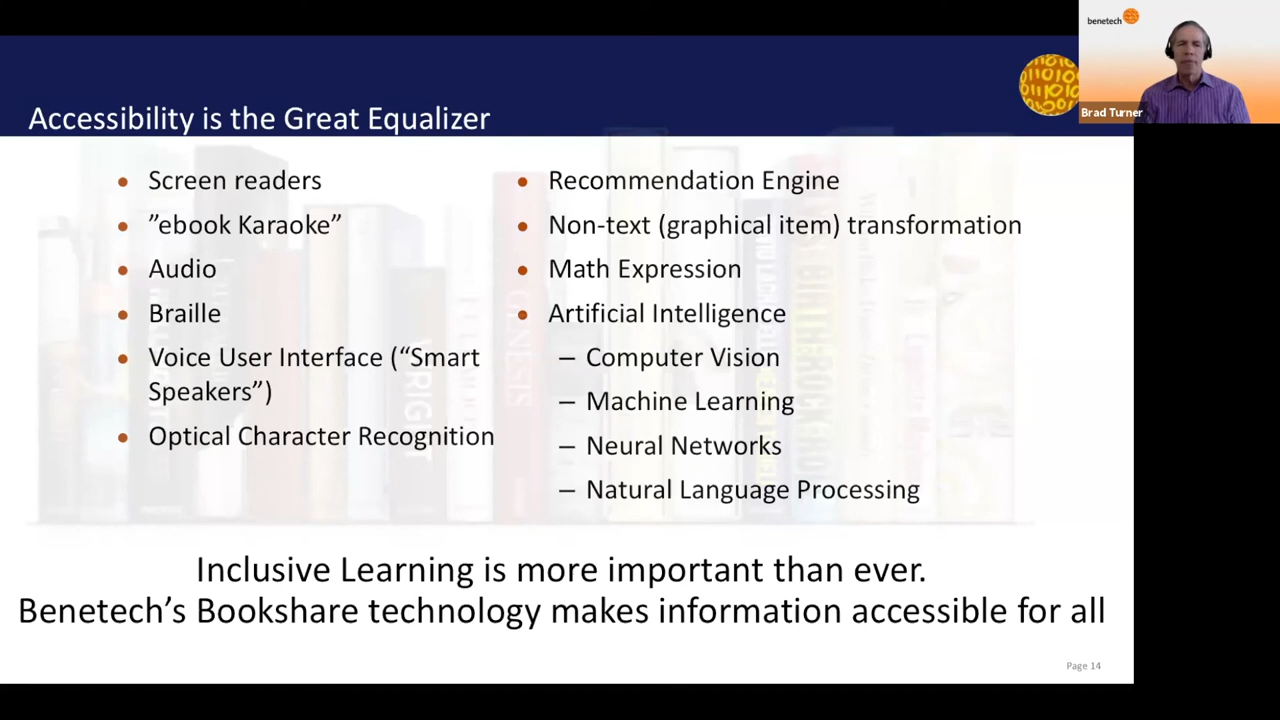 benetech
Brad Turner
Accessibility is the Great Equalizer
Screen readers
”ebook Karaoke”
Audio
Braille
Voice User Interface (“Smart
Speakers”)
Optical Character Recognition
Recommendation Engine
Non-text (graphical item) transformation
Math Expression
Artificial Intelligence
– Computer Vision
– Machine Learning
– Neural Networks
– Natural Language Processing
GENESIS
Inclusive Learning is more important than ever.
Benetech’s Bookshare technology makes information accessible for all
Page 14